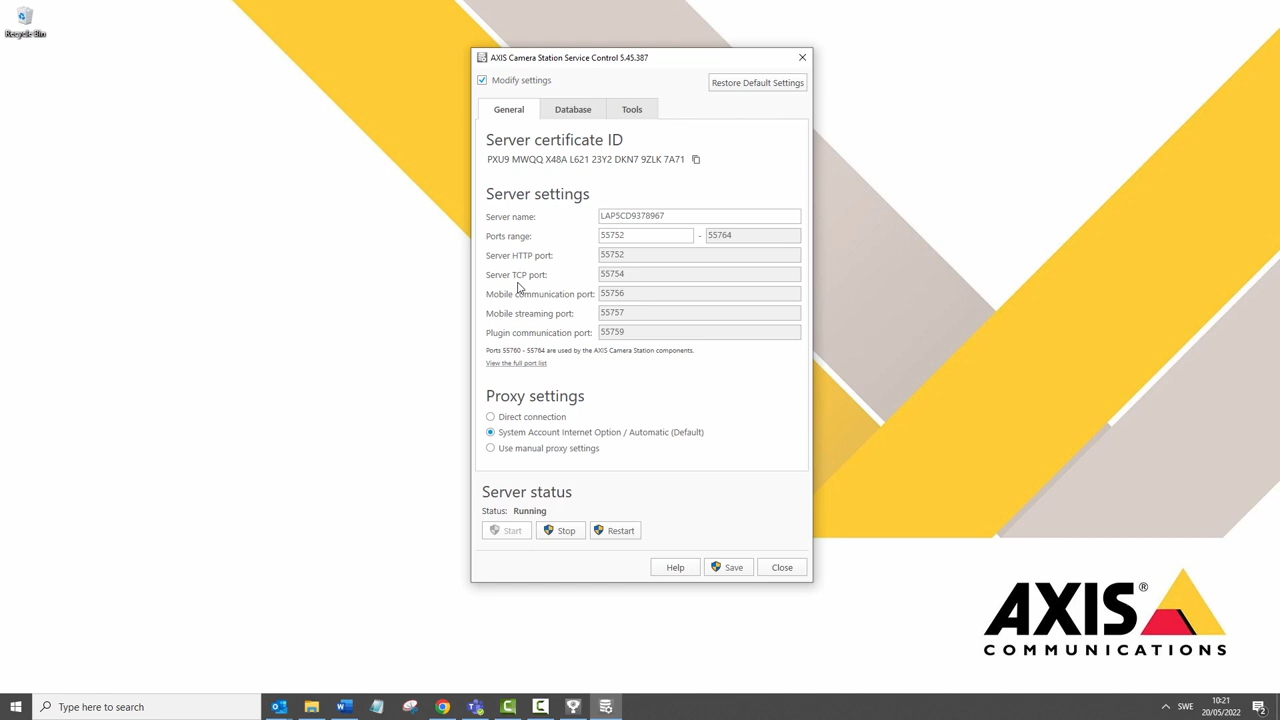 Recycle Bin
AXIS Camera Station Service Control 5.45.387
Modify settings
Restore Default Settings
General Database Tools
Server certificate ID
PXU9 MWQQ X48A L621 23Y2 DKN7 9ZLK 7A71
Server settings
Server name: LAP5CD9378967
Ports range: 55752 - 55764
Server HTTP port: 55752
Server TCP port: 55754
Mobile communication port: 55756
Mobile streaming port: 55757
Plugin communication port: 55759
Ports 55760 - 55764 are used by the AXIS Camera Station components.
View the full port list
Proxy settings
Direct connection
System Account Internet Option / Automatic (Default)
Use manual proxy settings
Server status
Status: Running
Start Stop Restart
Help Save Close
AXIS®
COMMUNICATIONS
Type here to search
SWE
10:21
20/05/2022
2